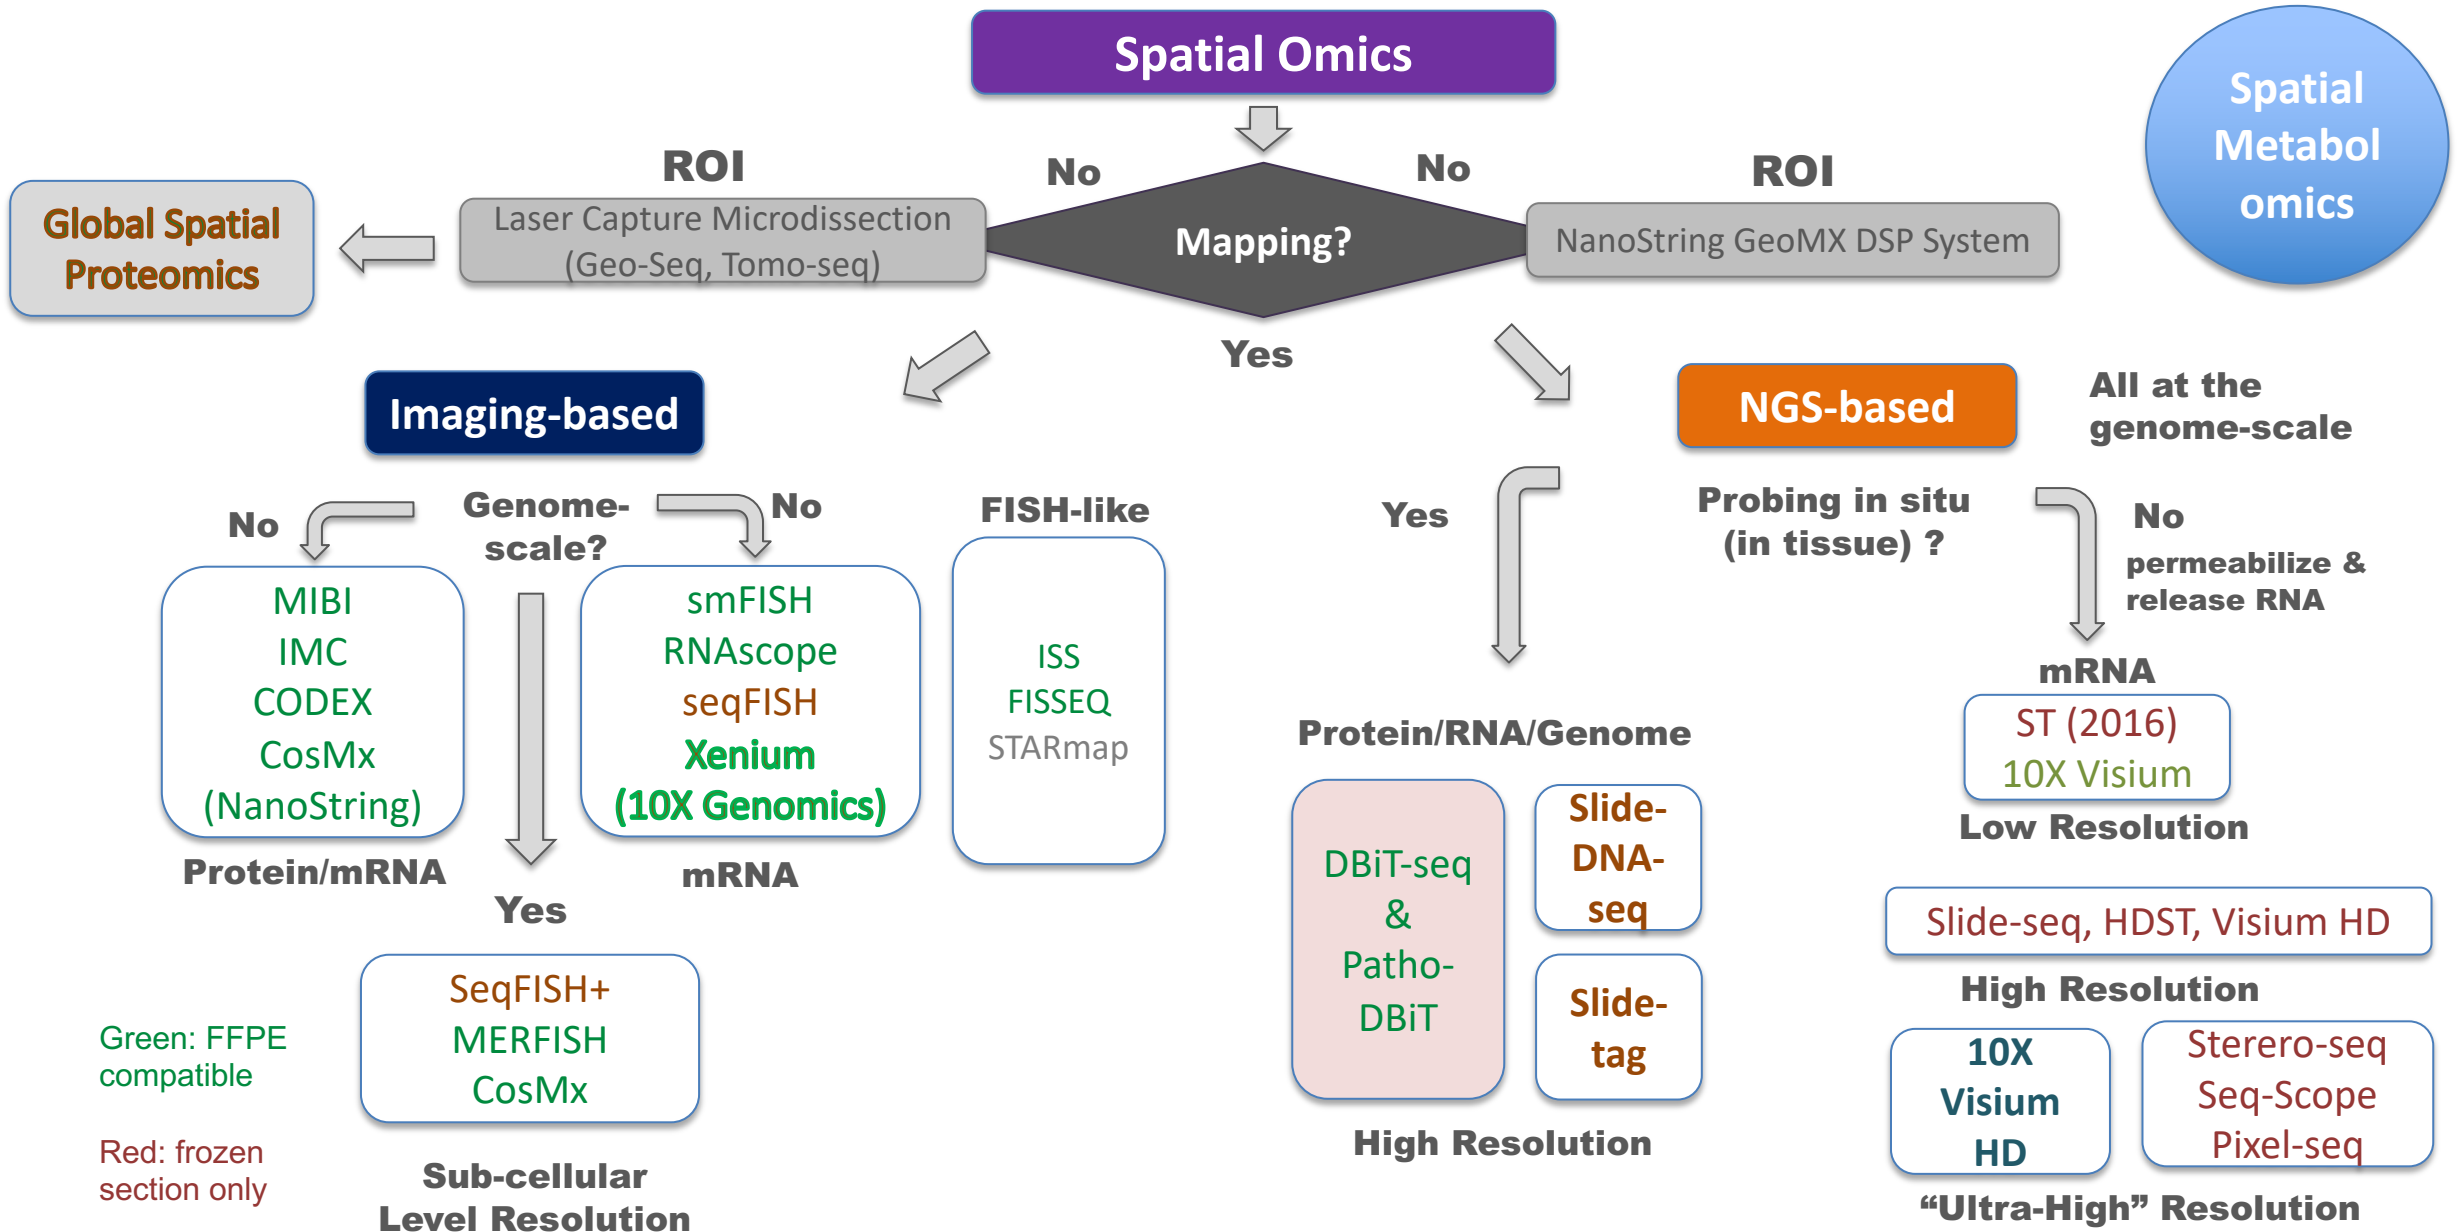 Spatial Omics
Spatial
Metabol
omics
ROI
No
No
ROI
Global Spatial
Proteomics
Laser Capture Microdissection
(Geo-Seq, Tomo-seq)
Mapping?
NanoString GeoMX DSP System
Yes
Imaging-based
NGS-based
All at the
genome-scale
No
Genome-
scale?
No
FISH-like
Yes
Probing in situ
(in tissue) ?
No
permeabilize &
release RNA
MIBI
IMC
CODEX
CosMx
(NanoString)
Protein/mRNA
smFISH
RNAscope
seqFISH
Xenium
(10X Genomics)
mRNA
ISS
FISSEQ
STARmap
Yes
SeqFISH+
MERFISH
CosMx
Sub-cellular
Level Resolution
Green: FFPE
compatible
Red: frozen
section only
Protein/RNA/Genome
DBiT-seq
&
Patho-
DBiT
Slide-
DNA-
seq
Slide-
tag
High Resolution
mRNA
ST (2016)
10X Visium
Low Resolution
Slide-seq, HDST, Visium HD
High Resolution
10X
Visium
HD
Sterero-seq
Seq-Scope
Pixel-seq
“Ultra-High” Resolution